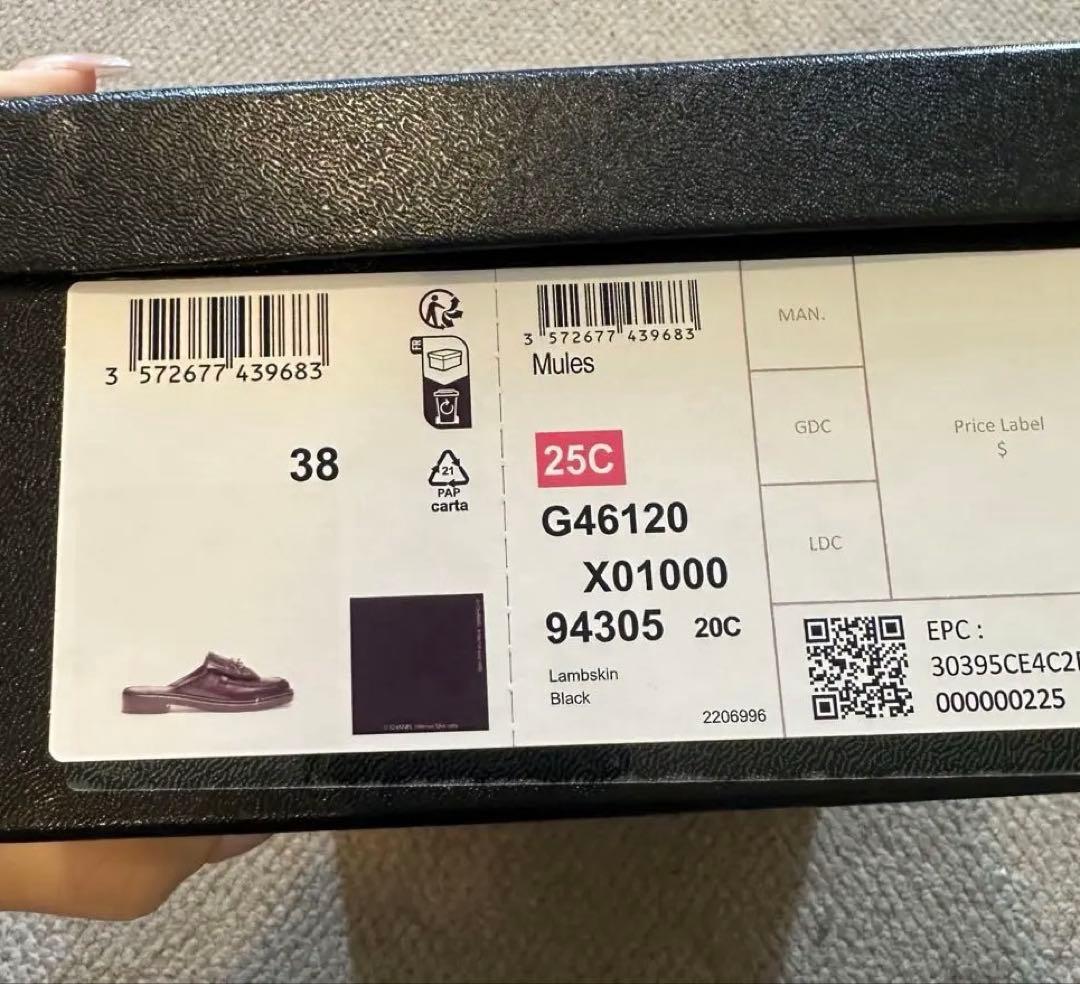 3 572677 439683
38
FR
21
PAP
carta
3 572677 439683
Mules
25C
G46120
X01000
94305 20C
Lambskin
Black
2206996
MAN.
GDC
LDC
Price Label
$
EPC :
30395CE4C2
000000225